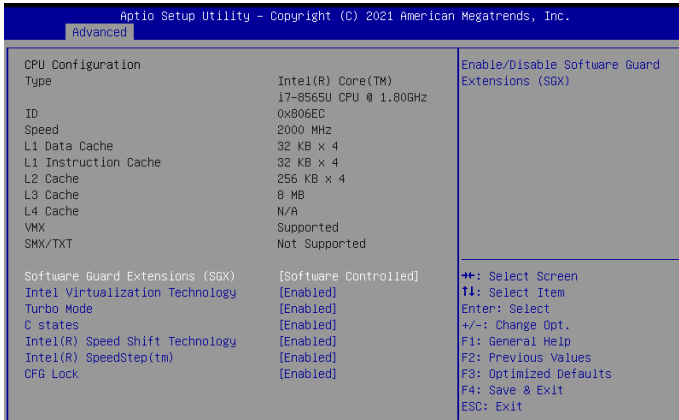 Aptio Setup Utility – Copyright (C) 2021 American Megatrends, Inc.
Advanced
CPU Configuration
Type Intel(R) Core(TM)
i7-8565U CPU @ 1.80GHz
ID 0x806EC
Speed 2000 MHz
L1 Data Cache 32 KB x 4
L1 Instruction Cache 32 KB x 4
L2 Cache 256 KB x 4
L3 Cache 8 MB
L4 Cache N/A
VMX Supported
SMX/TXT Not Supported
Software Guard Extensions (SGX) [Software Controlled]
Intel Virtualization Technology [Enabled]
Turbo Mode [Enabled]
C states [Enabled]
Intel(R) Speed Shift Technology [Enabled]
Intel(R) SpeedStep(tm) [Enabled]
CFG Lock [Enabled]
Enable/Disable Software Guard
Extensions (SGX)
→←: Select Screen
↑↓: Select Item
Enter: Select
+/-: Change Opt.
F1: General Help
F2: Previous Values
F3: Optimized Defaults
F4: Save & Exit
ESC: Exit